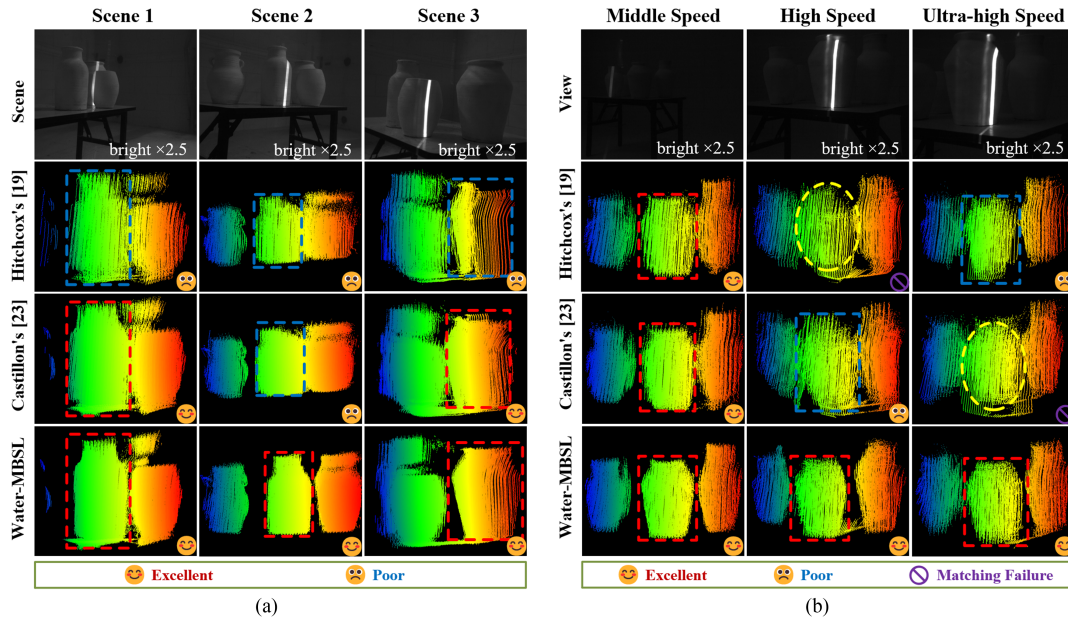 Scene 1 Scene 2 Scene 3
Scene
bright ×2.5 bright ×2.5 bright ×2.5
Hitchcox's [19]
Castillon's [23]
Water-MBSL
Excellent Poor
(a)
Middle Speed High Speed Ultra-high Speed
View
bright ×2.5 bright ×2.5 bright ×2.5
Hitchcox's [19]
Castillon's [23]
Water-MBSL
Excellent Poor Matching Failure
(b)